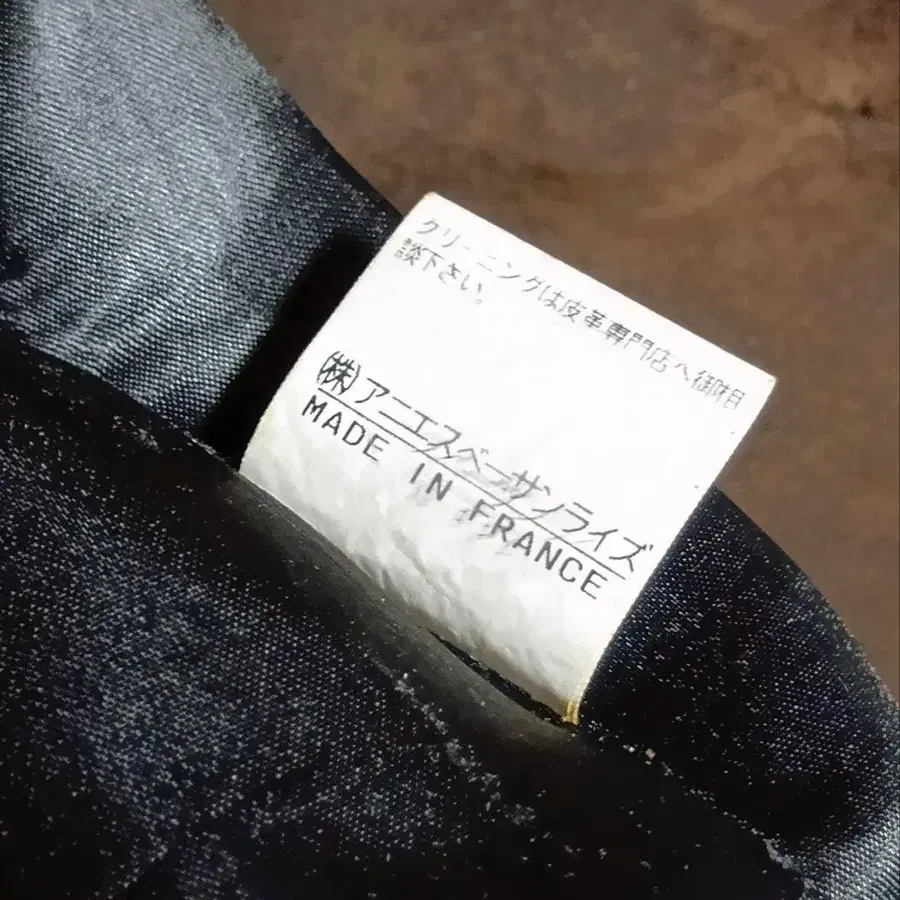 クリーニングは皮革専門店へ御相
談下さい。
(株)アニエスベーサンライズ
MADE IN FRANCE